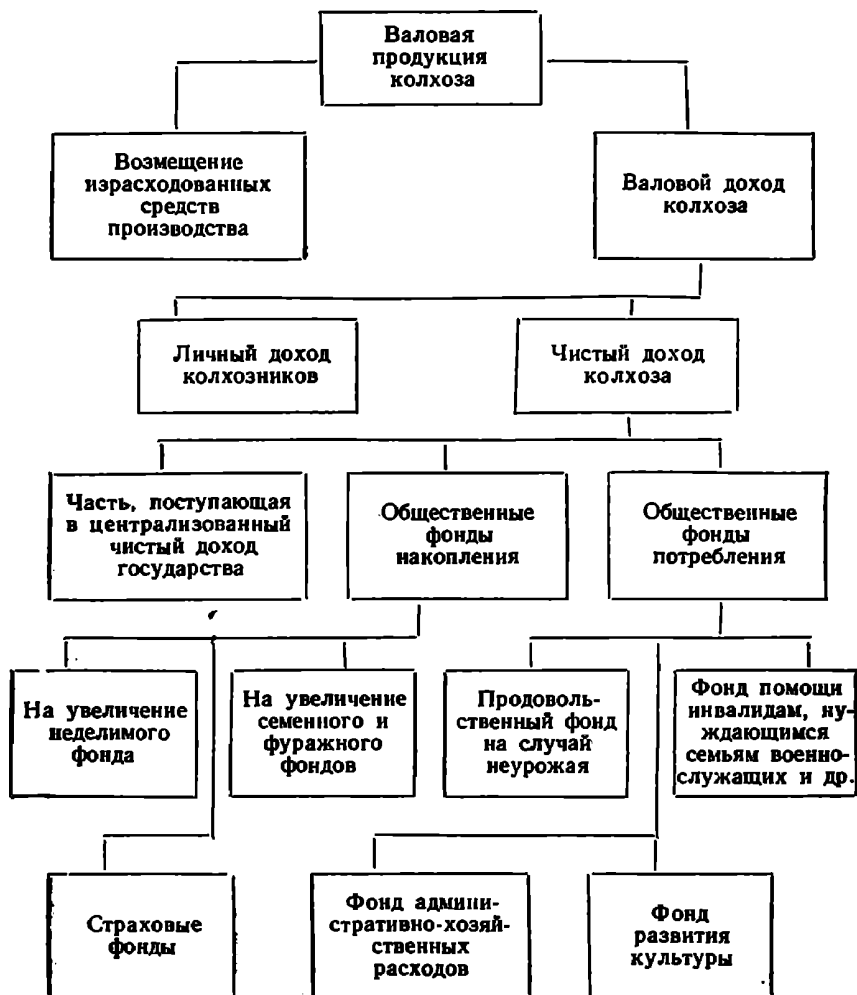 Валовая
продукция
колхоза
Возмещение
израсходованных
средств
производства
Валовой доход
колхоза
Личный доход
колхозников
Чистый доход
колхоза
Часть, поступающая
в централизованный
чистый доход
государства
Общественные
фонды
накопления
Общественные
фонды
потребления
На увеличение
неделимого
фонда
На увеличение
семенного и
фуражного
фондов
Продоволь-
ственный фонд
на случай
неурожая
Фонд помощи
инвалидам, ну-
ждающимся
семьям военно-
служащих и др.
Страховые
фонды
Фонд админи-
стративно-хозяй-
ственных
расходов
Фонд
развития
культуры